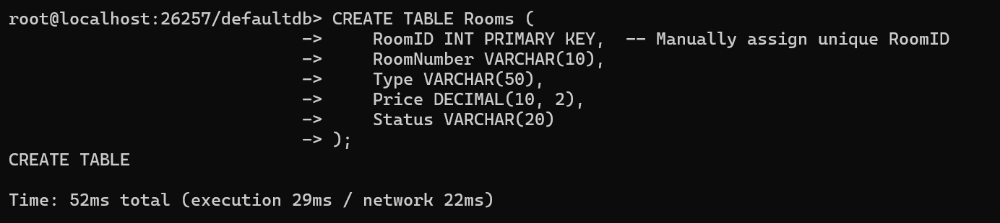 root@localhost:26257/defaultdb> CREATE TABLE Rooms (
                             ->     RoomID INT PRIMARY KEY,  -- Manually assign unique RoomID
                             ->     RoomNumber VARCHAR(10),
                             ->     Type VARCHAR(50),
                             ->     Price DECIMAL(10, 2),
                             ->     Status VARCHAR(20)
                             -> );
CREATE TABLE

Time: 52ms total (execution 29ms / network 22ms)